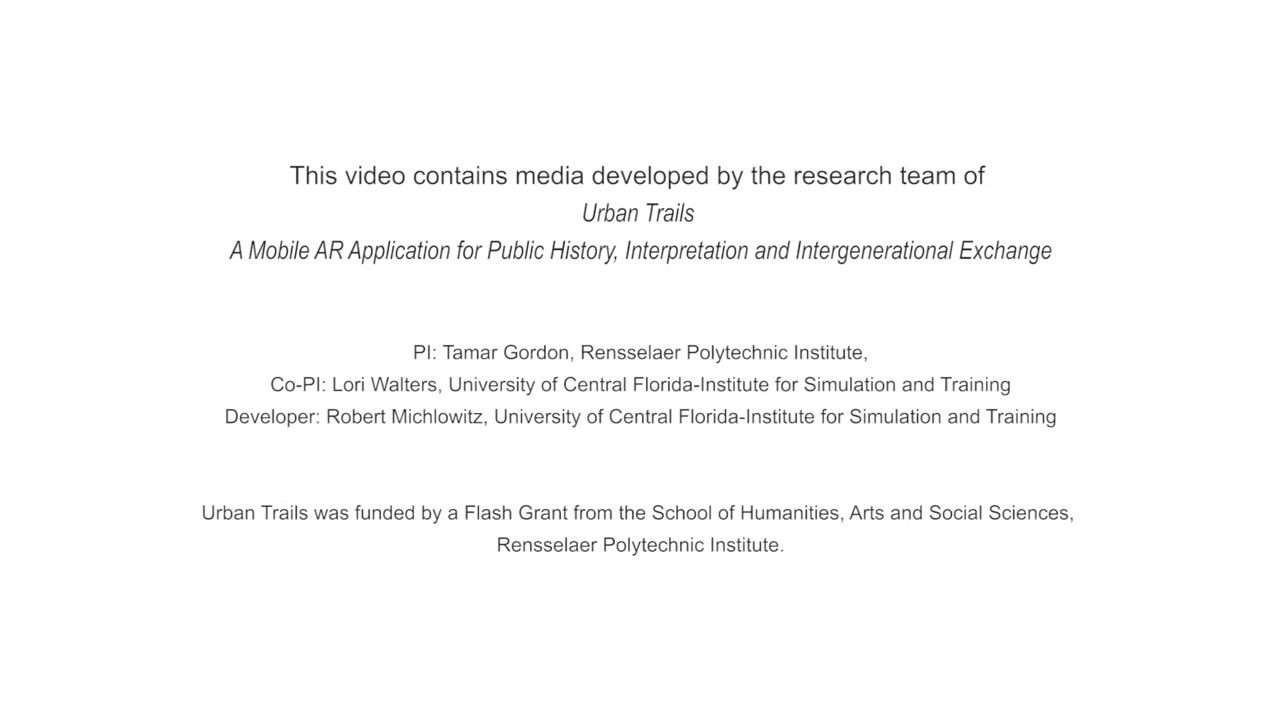 This video contains media developed by the research team of
Urban Trails
A Mobile AR Application for Public History, Interpretation and Intergenerational Exchange
PI: Tamar Gordon, Rensselaer Polytechnic Institute,
Co-PI: Lori Walters, University of Central Florida-Institute for Simulation and Training
Developer: Robert Michlowitz, University of Central Florida-Institute for Simulation and Training
Urban Trails was funded by a Flash Grant from the School of Humanities, Arts and Social Sciences,
Rensselaer Polytechnic Institute.